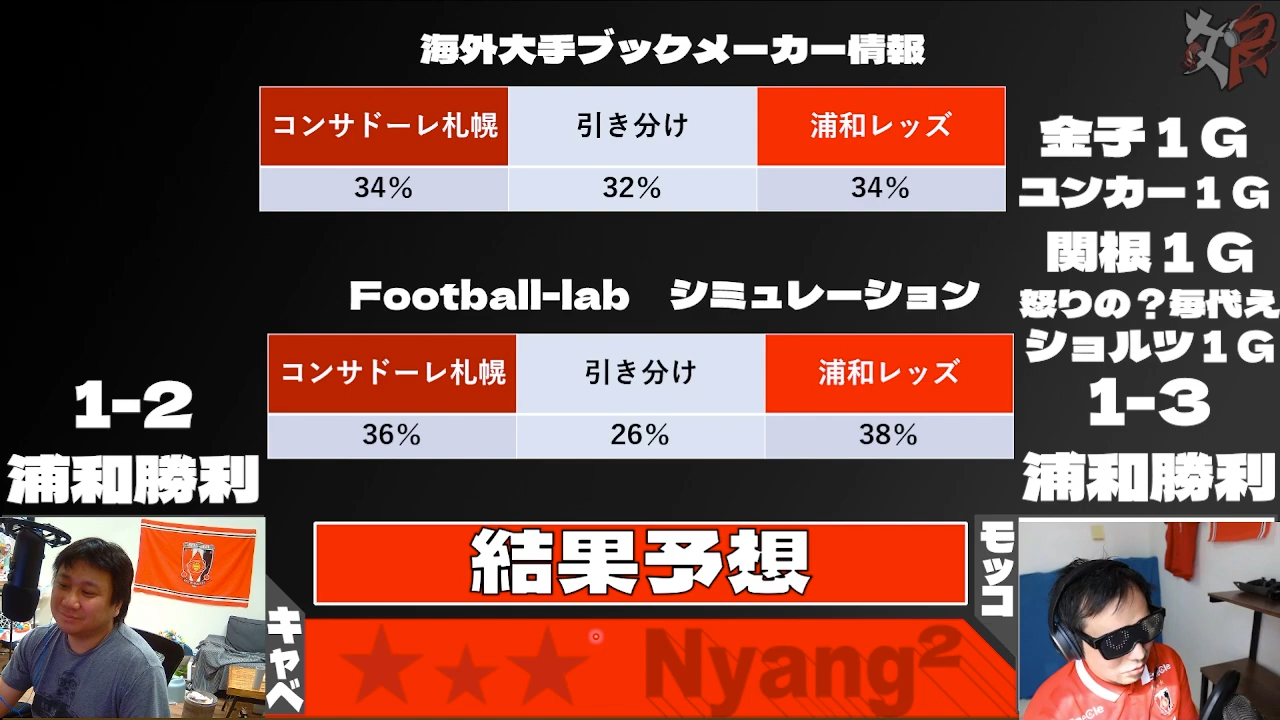 海外大手ブックメーカー情報
コンサドーレ札幌 引き分け 浦和レッズ
34% 32% 34%
Football-lab シミュレーション
コンサドーレ札幌 引き分け 浦和レッズ
36% 26% 38%
1-2
浦和勝利
金子1G
ユンカー1G
関根1G
怒りの?毎代え
ショルツ1G
1-3
浦和勝利
結果予想
キャベ
モッコ
Nyang²